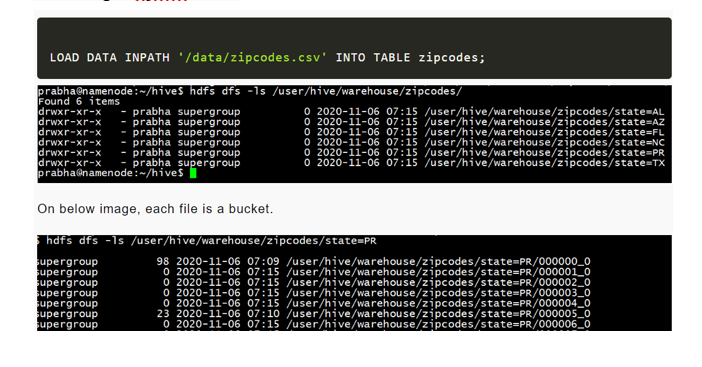 LOAD DATA INPATH '/data/zipcodes.csv' INTO TABLE zipcodes;
prabha@namenode:~/hive$ hdfs dfs -ls /user/hive/warehouse/zipcodes/
Found 6 items
drwxr-xr-x - prabha supergroup 0 2020-11-06 07:15 /user/hive/warehouse/zipcodes/state=AL
drwxr-xr-x - prabha supergroup 0 2020-11-06 07:15 /user/hive/warehouse/zipcodes/state=AZ
drwxr-xr-x - prabha supergroup 0 2020-11-06 07:15 /user/hive/warehouse/zipcodes/state=FL
drwxr-xr-x - prabha supergroup 0 2020-11-06 07:15 /user/hive/warehouse/zipcodes/state=NC
drwxr-xr-x - prabha supergroup 0 2020-11-06 07:15 /user/hive/warehouse/zipcodes/state=PR
drwxr-xr-x - prabha supergroup 0 2020-11-06 07:15 /user/hive/warehouse/zipcodes/state=TX
prabha@namenode:~/hive$
On below image, each file is a bucket.
$ hdfs dfs -ls /user/hive/warehouse/zipcodes/state=PR
supergroup 98 2020-11-06 07:09 /user/hive/warehouse/zipcodes/state=PR/000000_0
supergroup 0 2020-11-06 07:15 /user/hive/warehouse/zipcodes/state=PR/000001_0
supergroup 0 2020-11-06 07:15 /user/hive/warehouse/zipcodes/state=PR/000002_0
supergroup 0 2020-11-06 07:15 /user/hive/warehouse/zipcodes/state=PR/000003_0
supergroup 0 2020-11-06 07:15 /user/hive/warehouse/zipcodes/state=PR/000004_0
supergroup 23 2020-11-06 07:10 /user/hive/warehouse/zipcodes/state=PR/000005_0
supergroup 0 2020-11-06 07:15 /user/hive/warehouse/zipcodes/state=PR/000006_0